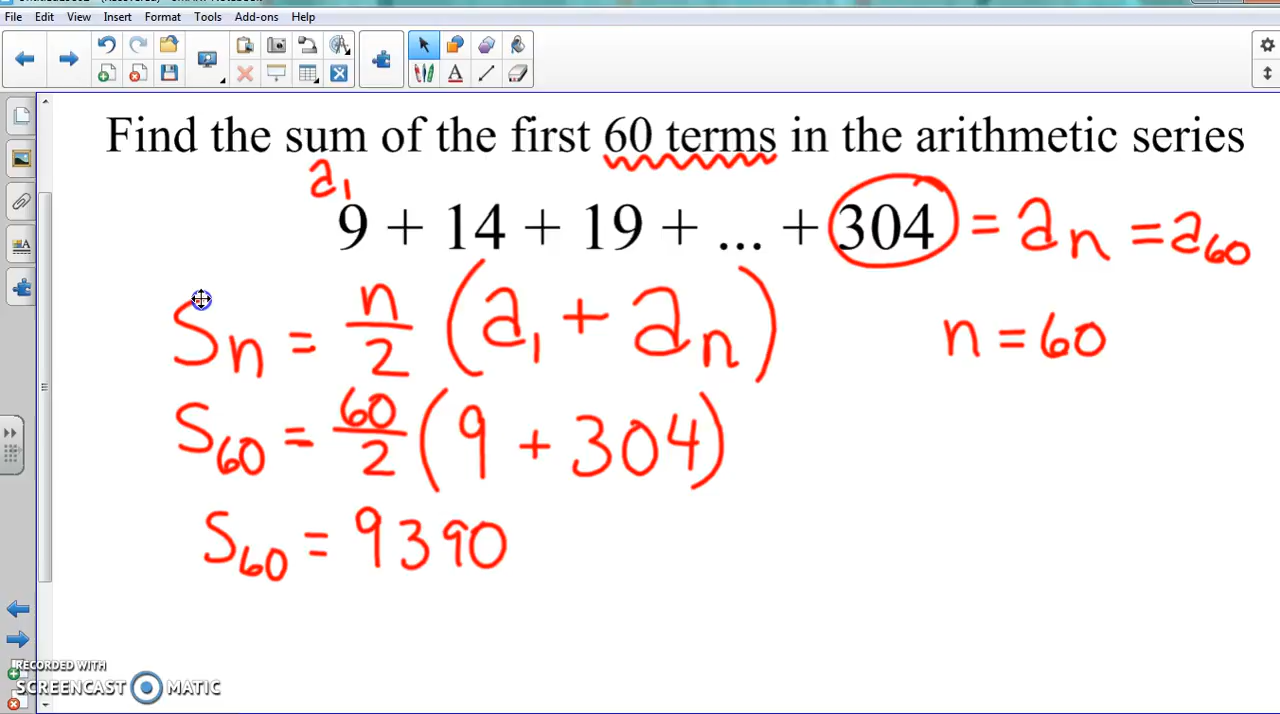 File Edit View Insert Format Tools Add-ons Help
Find the sum of the first 60 terms in the arithmetic series
a₁
9 + 14 + 19 + ... + 304 = aₙ = a₆₀
Sₙ = n/2 (a₁ + aₙ)
n = 60
S₆₀ = 60/2 (9 + 304)
S₆₀ = 9390
RECORDED WITH
SCREENCAST MATIC